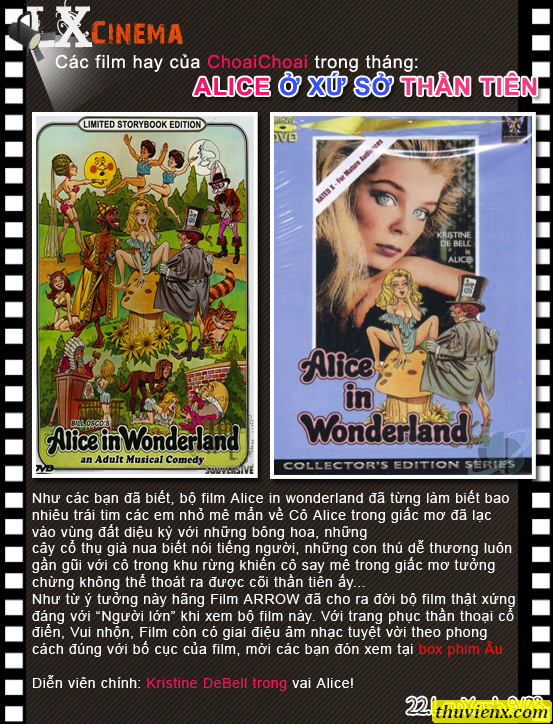 LX CINEMA
Các film hay của ChoaiChoai trong tháng:
ALICE Ở XỨ SỞ THẦN TIÊN
LIMITED STORYBOOK EDITION
BILL OSCO'S
Alice in Wonderland
an Adult Musical Comedy
DVD
SUBVERSIVE
DVD
RATED X - For Mature Audiences
KRISTINE
DE BELL
is
ALICE
Alice
in
Wonderland
COLLECTOR'S EDITION SERIES
Như các bạn đã biết, bộ film Alice in wonderland đã từng làm biết bao
nhiêu trái tim các em nhỏ mê mẩn về Cô Alice trong giấc mơ đã lạc
vào vùng đất diệu kỳ với những bông hoa, những
cây cổ thụ già nua biết nói tiếng người, những con thú dễ thương luôn
gần gũi với cô trong khu rừng khiến cô say mê trong giấc mơ tưởng
chừng không thể thoát ra được cõi thần tiên ấy...
Như từ ý tưởng này hãng Film ARROW đã cho ra đời bộ film thật xứng
đáng với “Người lớn” khi xem bộ film này. Với trang phục thần thoại cổ
điển, Vui nhộn, Film còn có giai điệu âm nhạc tuyệt vời theo phong
cách đúng với bố cục của film, mời các bạn đón xem tại box phim Âu
Diễn viên chính: Kristine DeBell trong vai Alice!
thuvienx.com